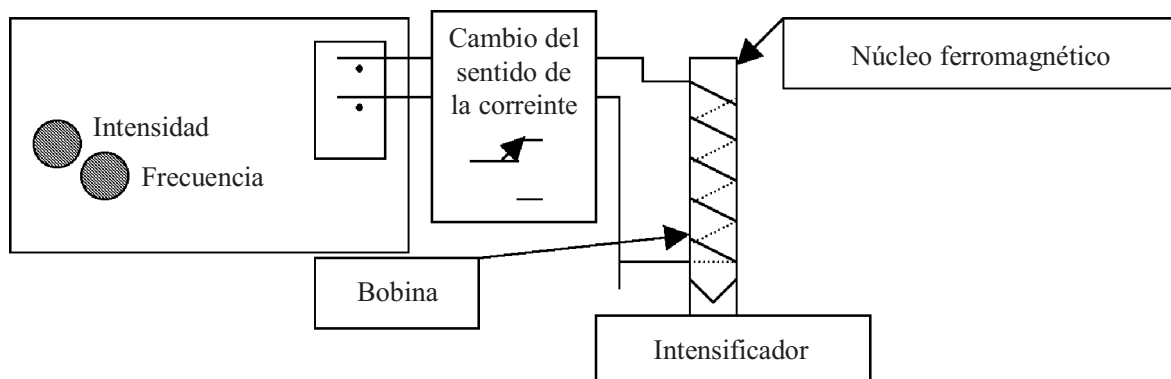 Cambio del
sentido de
la correinte
Núcleo ferromagnético
Intensidad
Frecuencia
Bobina
Intensificador